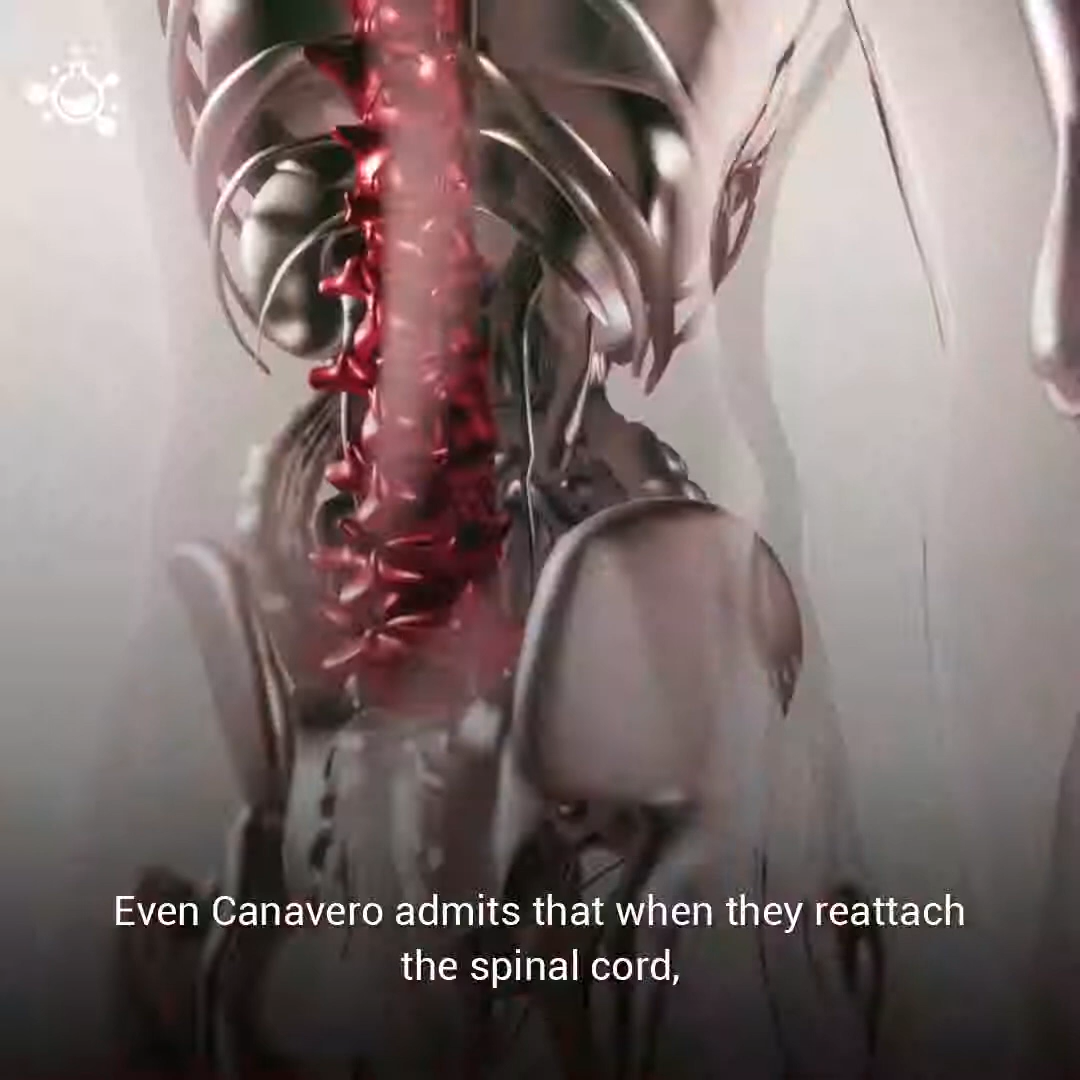 Even Canavero admits that when they reattach
the spinal cord,